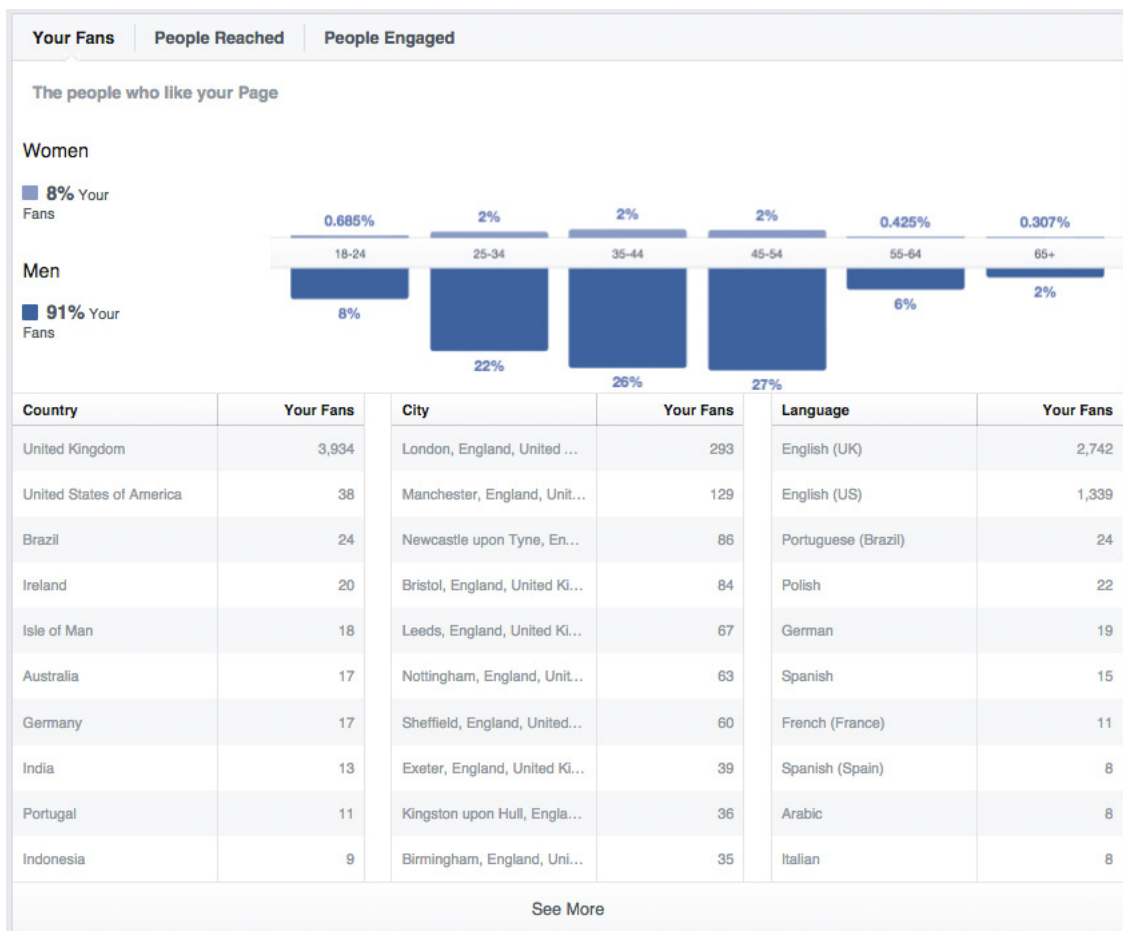 Your Fans People Reached People Engaged
The people who like your Page
Women
8% Your
Fans
0.685% 2% 2% 2% 0.425% 0.307%
18-24 25-34 35-44 45-54 55-64 65+
Men
91% Your
Fans
8% 22% 26% 27% 6% 2%
Country Your Fans City Your Fans Language Your Fans
United Kingdom 3,934 London, England, United ... 293 English (UK) 2,742
United States of America 38 Manchester, England, Unit... 129 English (US) 1,339
Brazil 24 Newcastle upon Tyne, En... 86 Portuguese (Brazil) 24
Ireland 20 Bristol, England, United Ki... 84 Polish 22
Isle of Man 18 Leeds, England, United Ki... 67 German 19
Australia 17 Nottingham, England, Unit... 63 Spanish 15
Germany 17 Sheffield, England, United... 60 French (France) 11
India 13 Exeter, England, United Ki... 39 Spanish (Spain) 8
Portugal 11 Kingston upon Hull, Engla... 36 Arabic 8
Indonesia 9 Birmingham, England, Uni... 35 Italian 8
See More